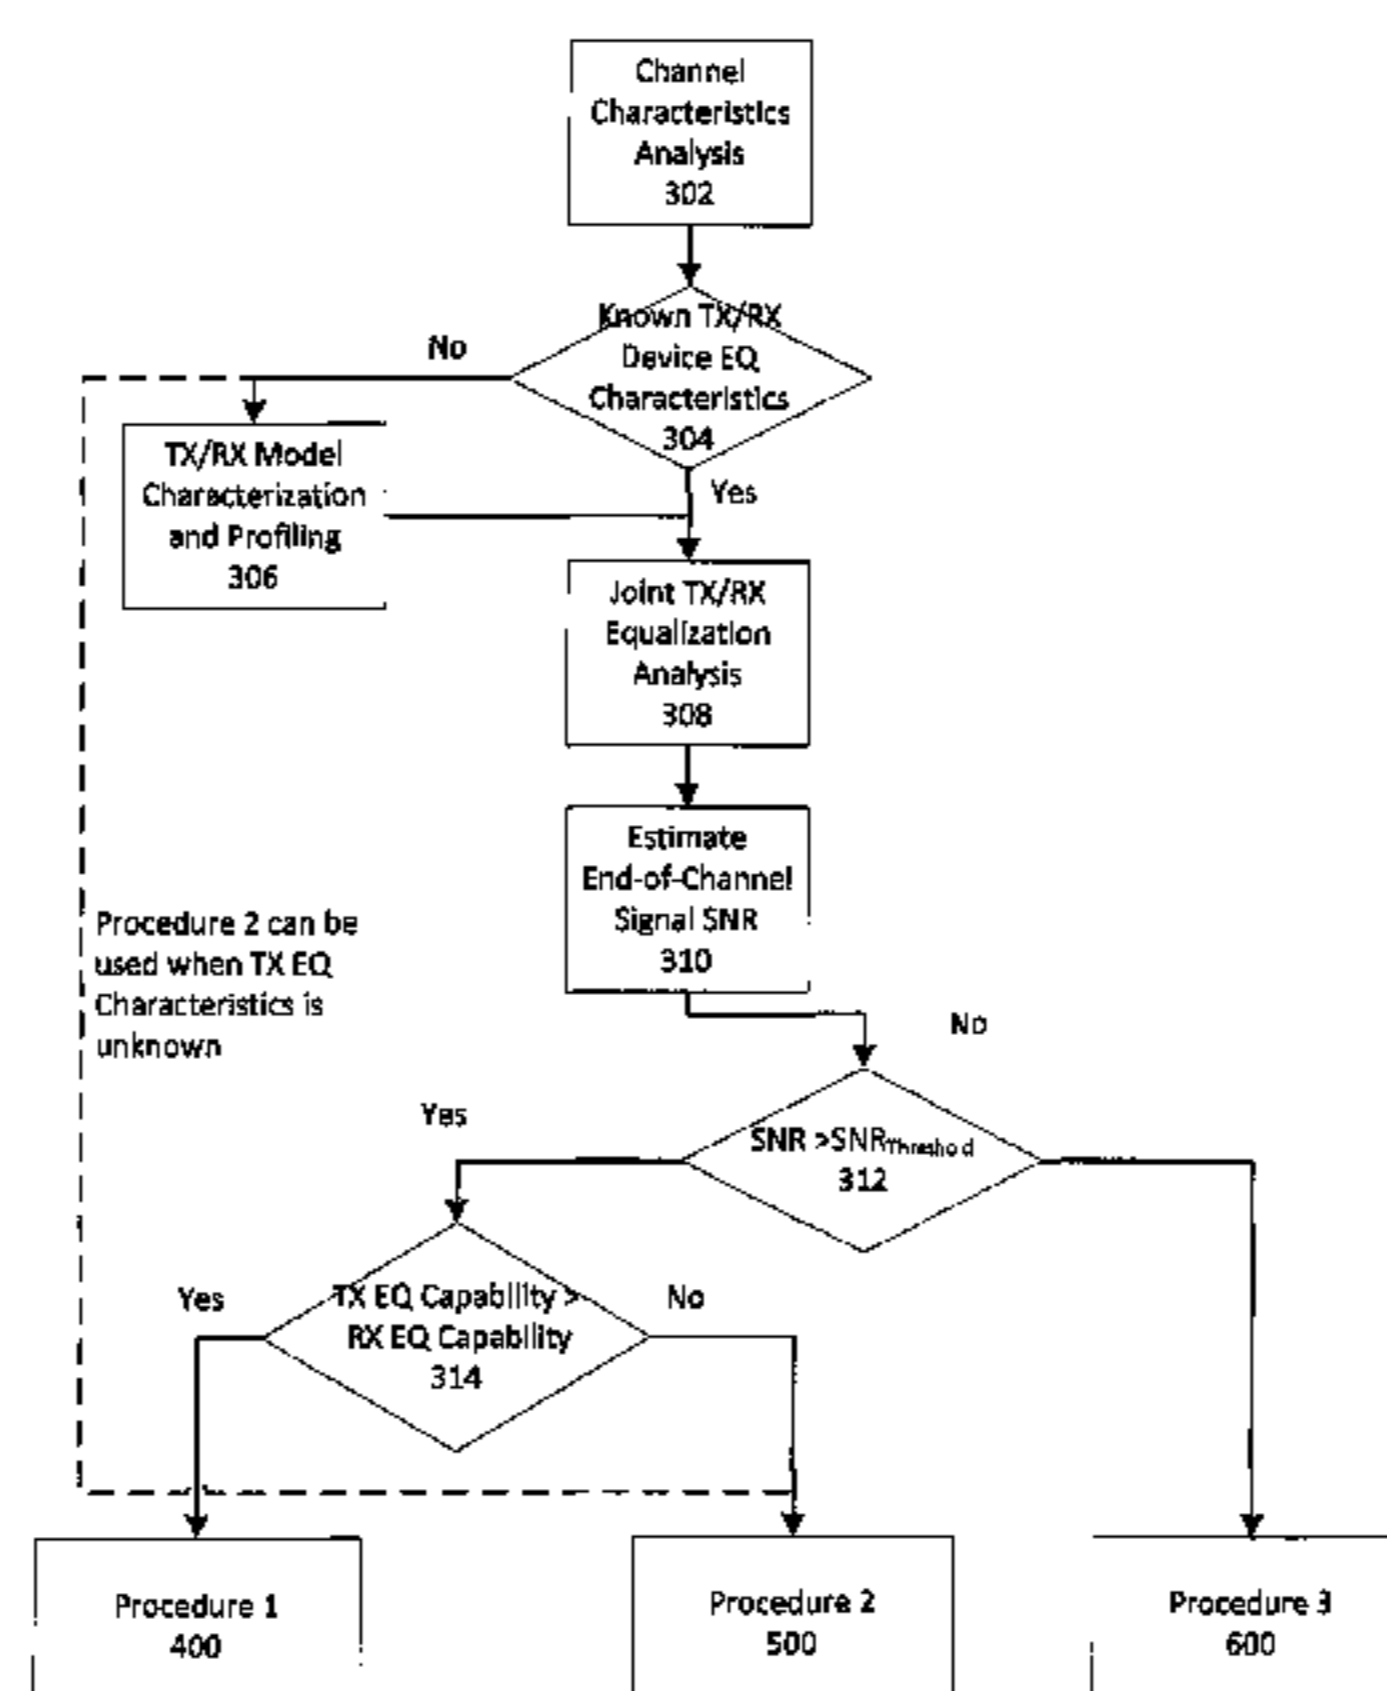 Channel
Characteristics
Analysis
302
Known TX/RX
Device EQ
Characteristics
304
No
Yes
TX/RX Model
Characterization
and Profiling
306
Joint TX/RX
Equalization
Analysis
308
Estimate
End-of-Channel
Signal SNR
310
Procedure 2 can be
used when TX EQ
Characteristics is
unknown
No
Yes
SNR >SNRThreshold
312
Yes
TX EQ Capability >
RX EQ Capability
314
No
Procedure 1
400
Procedure 2
500
Procedure 3
600